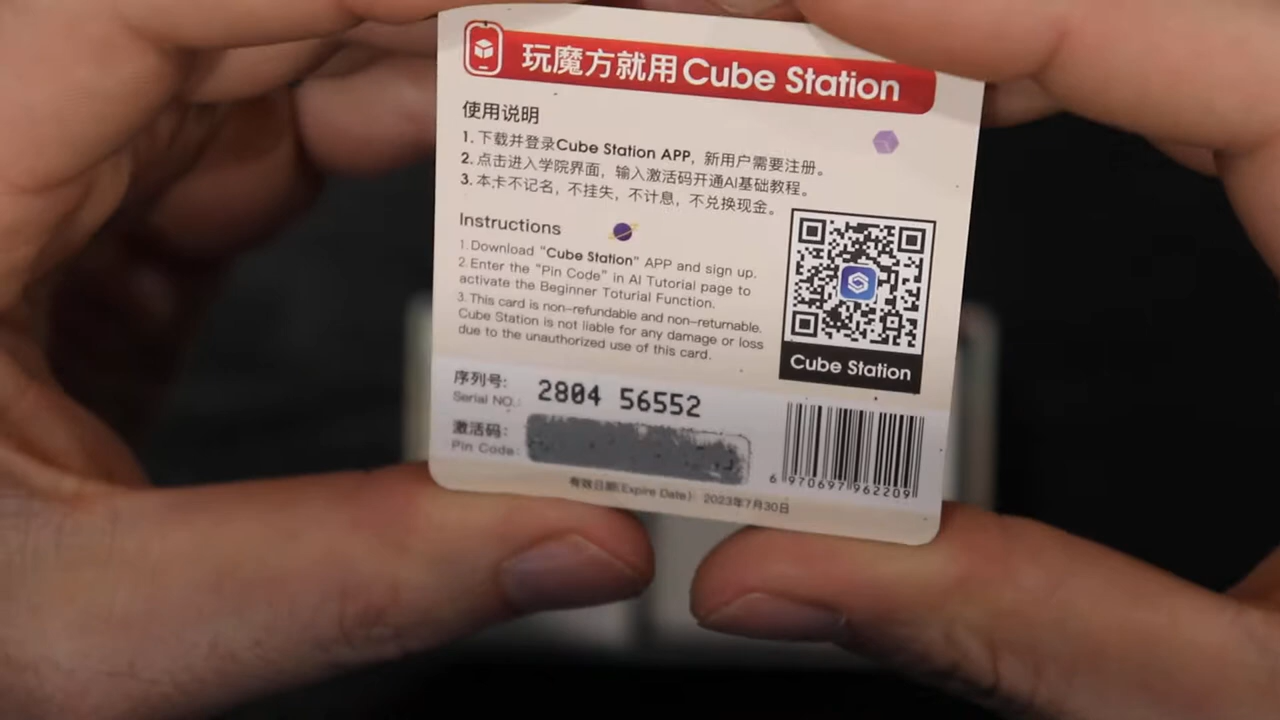 玩魔方就用Cube Station
使用说明
1. 下载并登录Cube Station APP，新用户需要注册。
2. 点击进入学院界面，输入激活码开通AI基础教程。
3. 本卡不记名，不挂失，不计息，不兑换现金。
Instructions
1. Download "Cube Station" APP and sign up.
2. Enter the "Pin Code" in AI Tutorial page to
activate the Beginner Toturial Function.
3. This card is non-refundable and non-returnable.
Cube Station is not liable for any damage or loss
due to the unauthorized use of this card.
Cube Station
序列号:
Serial NO.:
2804 56552
激活码:
Pin Code:
6 970697 962209
有效日期(Expire Date): 2023年7月30日